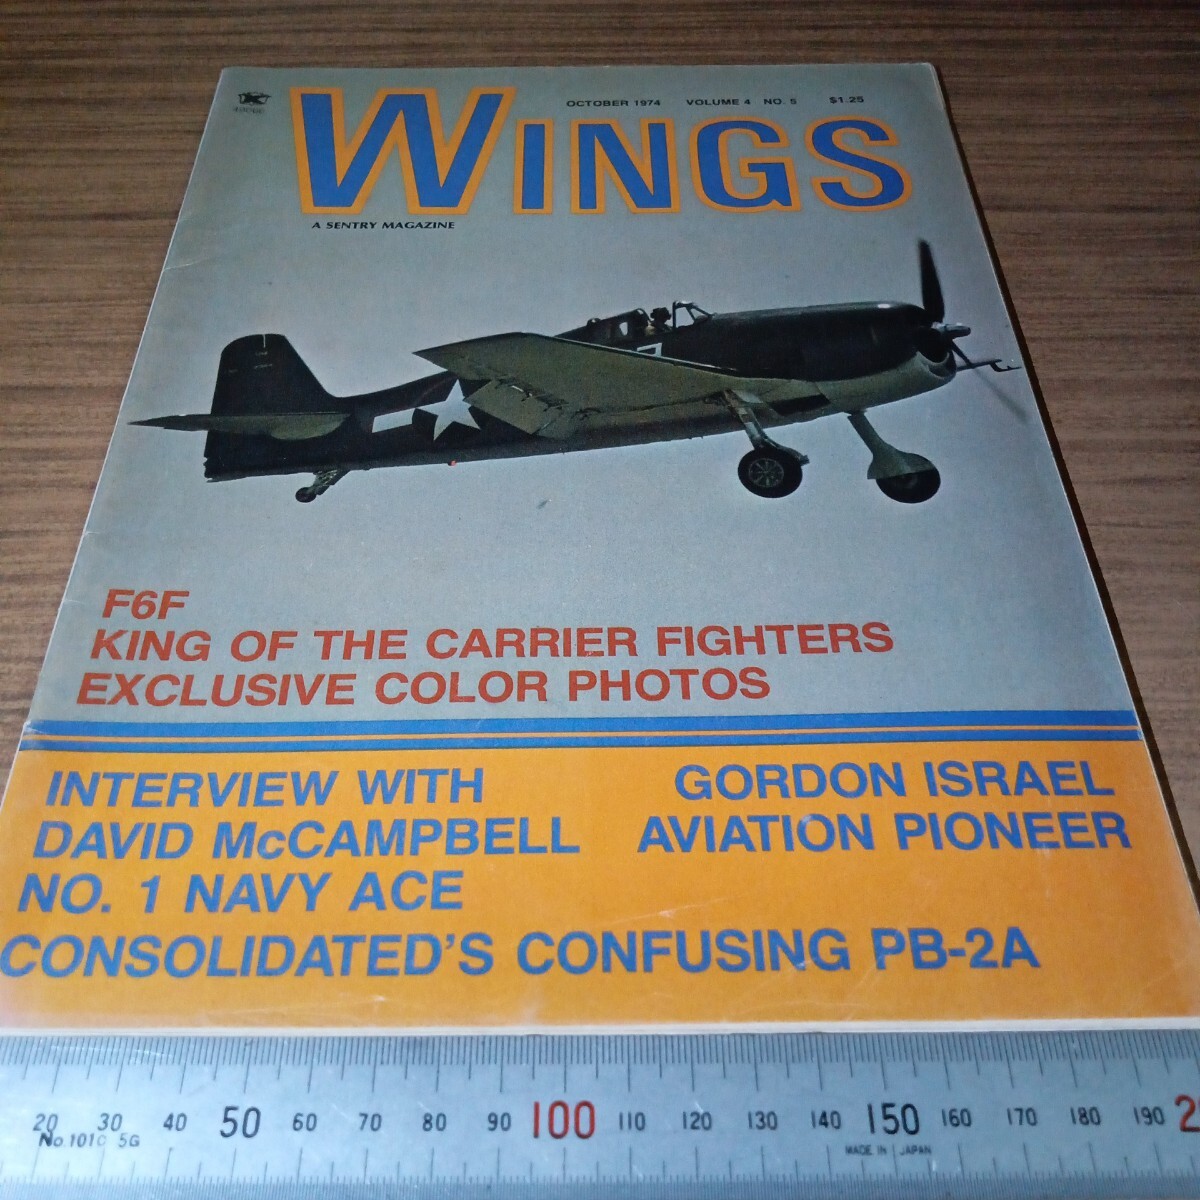 OCTOBER 1974 VOLUME 4 NO. 5 $1.25
WINGS
A SENTRY MAGAZINE
F6F
KING OF THE CARRIER FIGHTERS
EXCLUSIVE COLOR PHOTOS
INTERVIEW WITH
DAVID McCAMPBELL
NO. 1 NAVY ACE
GORDON ISRAEL
AVIATION PIONEER
CONSOLIDATED'S CONFUSING PB-2A
20 30 40 50 60 70 80 90 100 110 120 130 140 150 160 170 180 190
MADE IN JAPAN